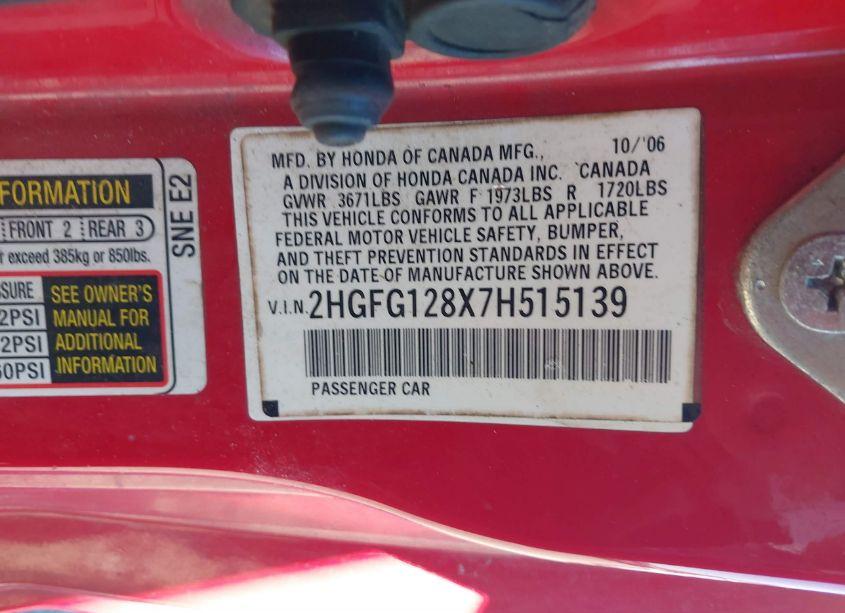 MFD. BY HONDA OF CANADA MFG., 10/'06
A DIVISION OF HONDA CANADA INC. CANADA
GVWR 3671LBS GAWR F 1973LBS R 1720LBS
THIS VEHICLE CONFORMS TO ALL APPLICABLE
FEDERAL MOTOR VEHICLE SAFETY, BUMPER,
AND THEFT PREVENTION STANDARDS IN EFFECT
ON THE DATE OF MANUFACTURE SHOWN ABOVE.
V.I.N. 2HGFG128X7H515139
PASSENGER CAR
FORMATION
FRONT 2 REAR 3
exceed 385kg or 850lbs.
SNE E2
SURE
2PSI
2PSI
60PSI
SEE OWNER'S
MANUAL FOR
ADDITIONAL
INFORMATION